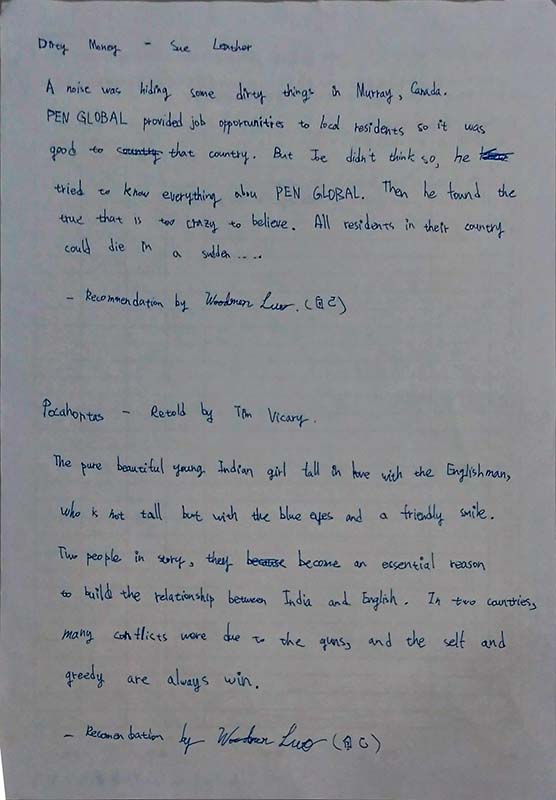 Dirty Money - Sue Leather
A noise was hiding some dirty things in Murray, Canada.
PEN GLOBAL provided job opportunities to local residents so it was
good to country that country. But Joe didn't think so, he
tried to know everything abou PEN GLOBAL. Then he found the
true that is too crazy to believe. All residents in their country
could die in a sudden.....
- Recommendation by Woodman Luo. (自己)
Pocahontas - Retold by Tim Vicary.
The pure beautiful young Indian girl fall in love with the Englishman,
who is not tall but with the blue eyes and a friendly smile.
Two people in story, they because become an essential reason
to build the relationship between India and English. In two countries,
many conflicts were due to the guns, and the self and
greedy are always win.
- Recomendation by Woodman Luo (自己)